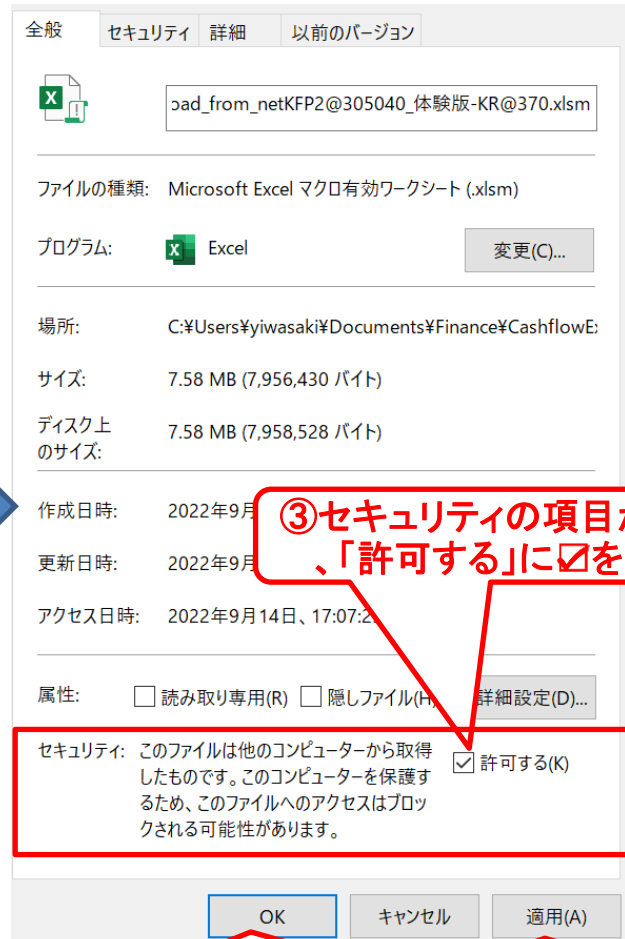 全般 セキュリティ 詳細 以前のバージョン
oad_from_netKFP2@305040_体験版-KR@370.xlsm
ファイルの種類: Microsoft Excel マクロ有効ワークシート (.xlsm)
プログラム: Excel 変更(C)...
場所: C:¥Users¥yiwasaki¥Documents¥Finance¥CashflowEx
サイズ: 7.58 MB (7,956,430 バイト)
ディスク上
のサイズ: 7.58 MB (7,958,528 バイト)
作成日時: 2022年9月
③セキュリティの項目
、「許可する」に☑を
更新日時: 2022年9月
アクセス日時: 2022年9月14日、17:07:2
属性: 読み取り専用(R) 隠しファイル(H) 詳細設定(D)...
セキュリティ: このファイルは他のコンピューターから取得
したものです。このコンピューターを保護す
るため、このファイルへのアクセスはブロッ
クされる可能性があります。
許可する(K)
OK キャンセル 適用(A)